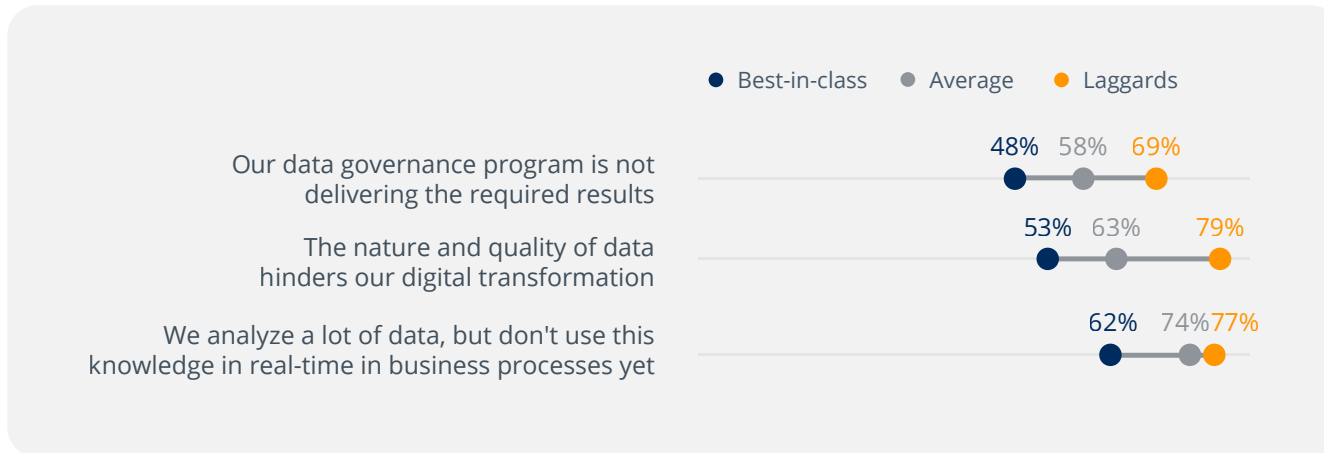 Best-in-class Average Laggards
48% 58% 69%
Our data governance program is not
delivering the required results
53% 63% 79%
The nature and quality of data
hinders our digital transformation
62% 74% 77%
We analyze a lot of data, but don't use this
knowledge in real-time in business processes yet